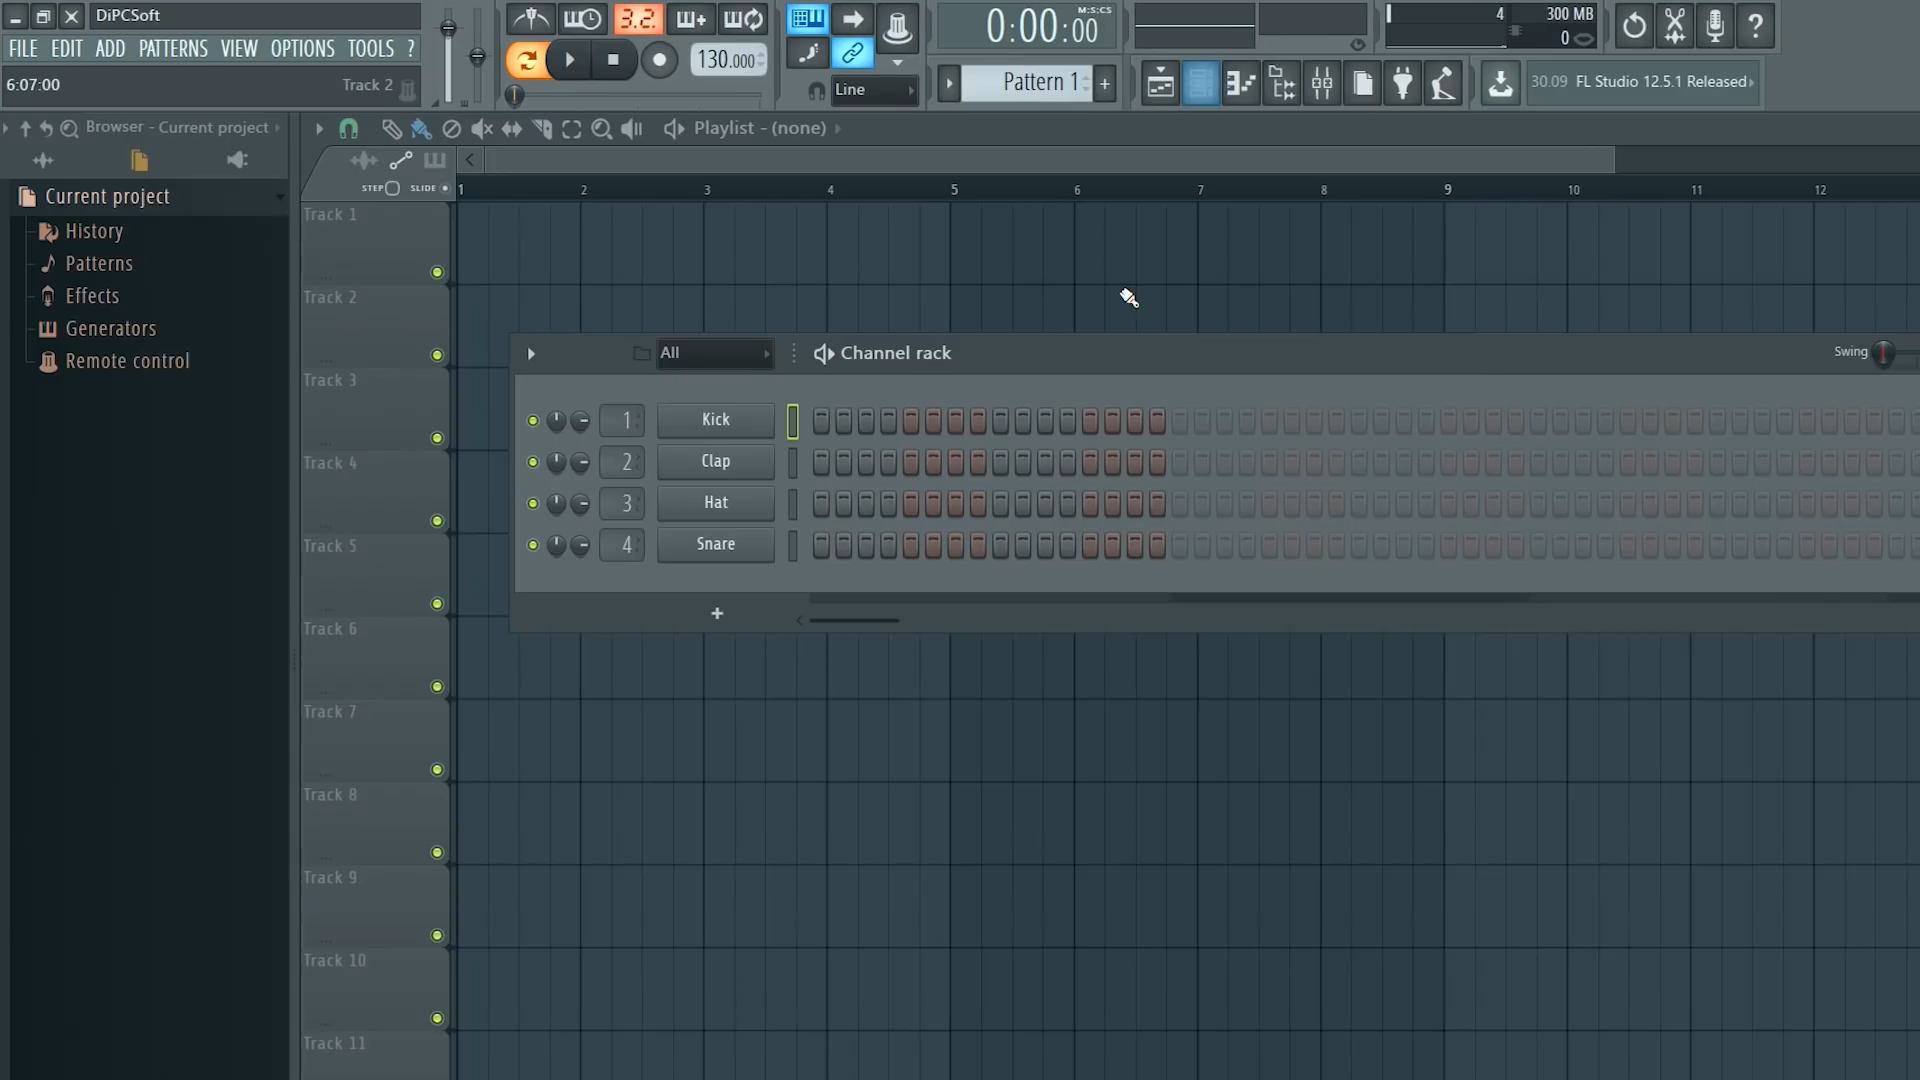 DiPCSoft
FILE EDIT ADD PATTERNS VIEW OPTIONS TOOLS ?
6:07:00 Track 2
3.2.
130.000
Line
0:00:00
M:S:CS
Pattern 1 +
4 300 MB
0
?
30.09 FL Studio 12.5.1 Released
Browser - Current project
Current project
History
Patterns
Effects
Generators
Remote control
Playlist - (none)
STEP SLIDE
1 2 3 4 5 6 7 8 9 10 11 12
Track 1
Track 2
Track 3
Track 4
Track 5
Track 6
Track 7
Track 8
Track 9
Track 10
Track 11
All
Channel rack
Swing
1 Kick
2 Clap
3 Hat
4 Snare
+